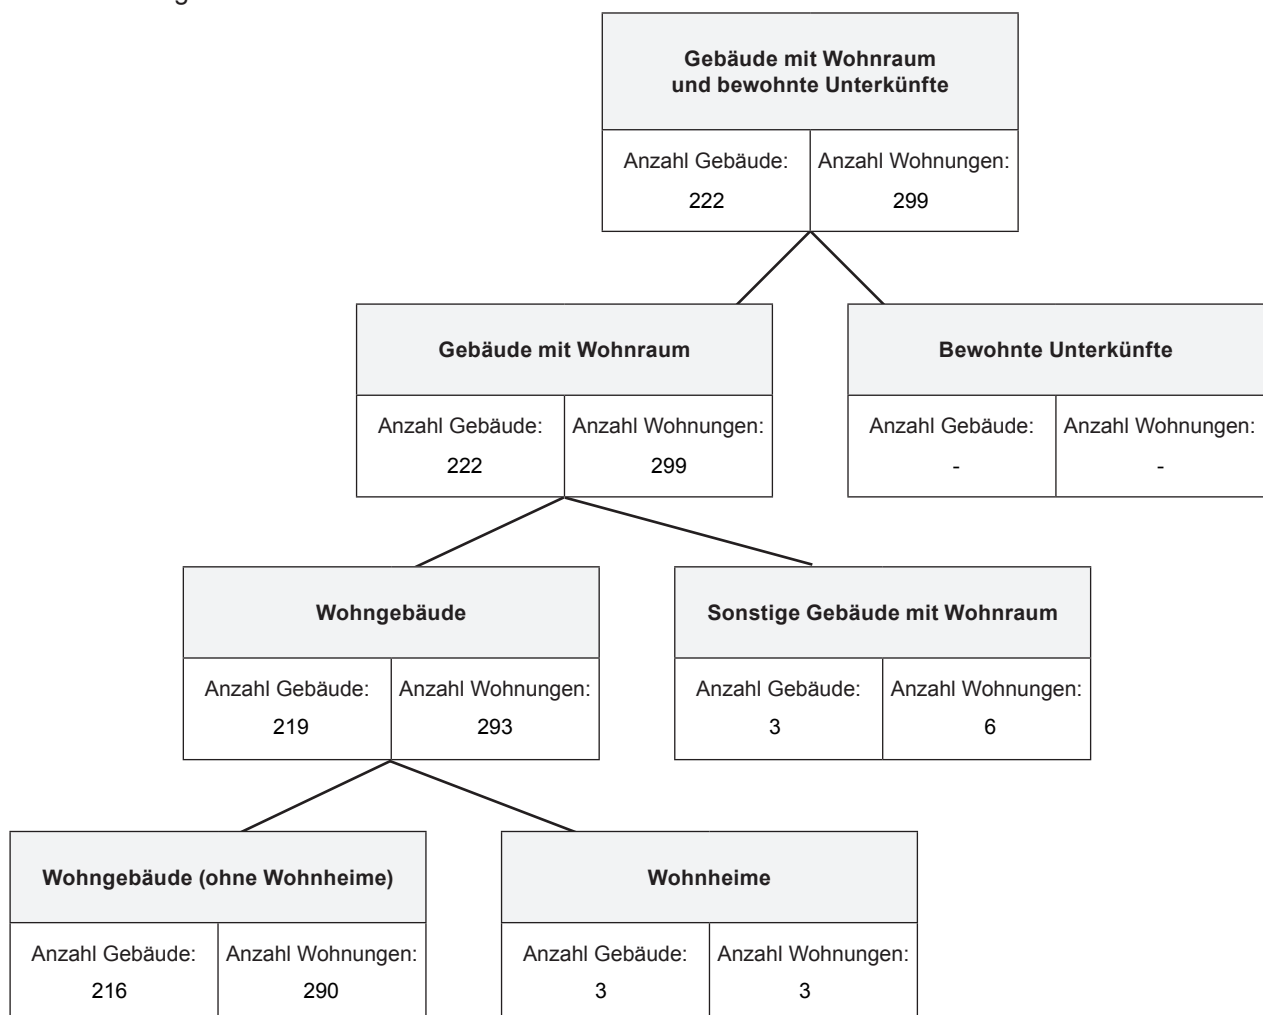 Gebäude mit Wohnraum
und bewohnte Unterkünfte
Anzahl Gebäude: Anzahl Wohnungen:
222 299
Gebäude mit Wohnraum
Bewohnte Unterkünfte
Anzahl Gebäude: Anzahl Wohnungen:
222 299
Anzahl Gebäude: Anzahl Wohnungen:
- -
Wohngebäude
Sonstige Gebäude mit Wohnraum
Anzahl Gebäude: Anzahl Wohnungen:
219 293
Anzahl Gebäude: Anzahl Wohnungen:
3 6
Wohngebäude (ohne Wohnheime)
Wohnheime
Anzahl Gebäude: Anzahl Wohnungen:
216 290
Anzahl Gebäude: Anzahl Wohnungen:
3 3